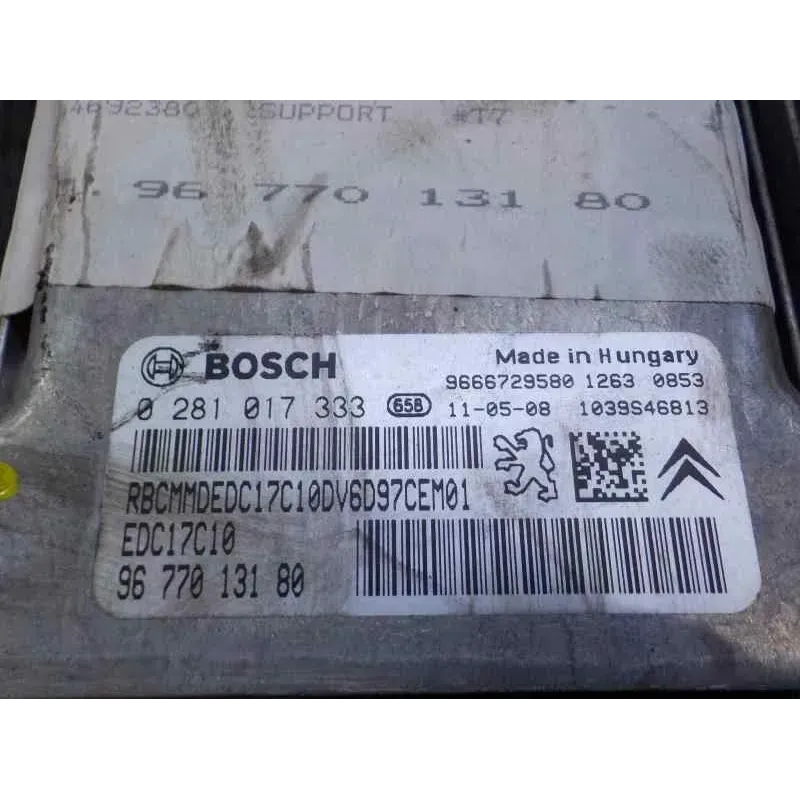 SUPPORT
96 770 131 80
BOSCH
Made in Hungary
9666729580 1263 0853
0 281 017 333 656 11-05-08 1039S46813
RBCMMDEDC17C10DV6D97CEM01
EDC17C10
96 770 131 80